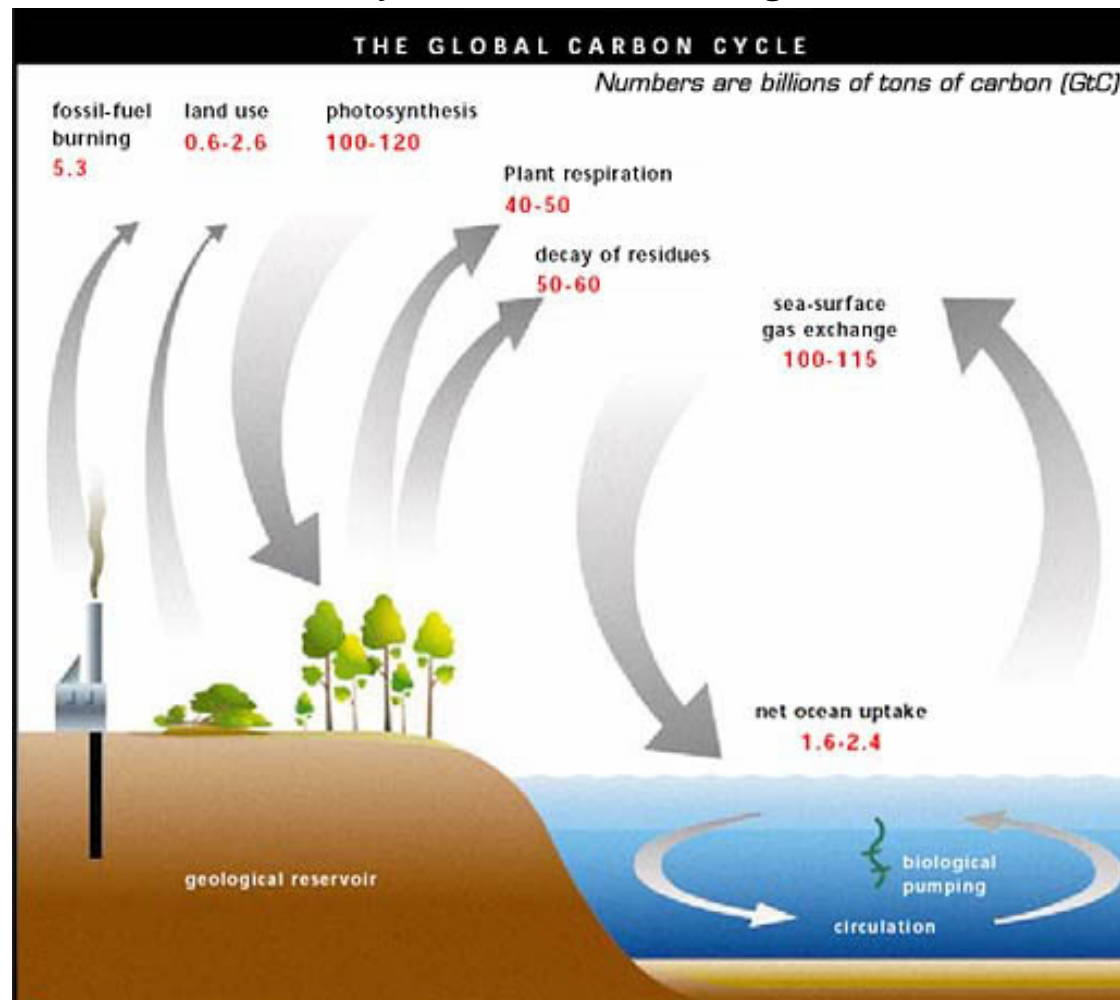 THE GLOBAL CARBON CYCLE
Numbers are billions of tons of carbon (GtC)
fossil-fuel
burning
5.3
land use
0.6-2.6
photosynthesis
100-120
Plant respiration
40-50
decay of residues
50-60
sea-surface
gas exchange
100-115
net ocean uptake
1.6-2.4
geological reservoir
biological
pumping
circulation